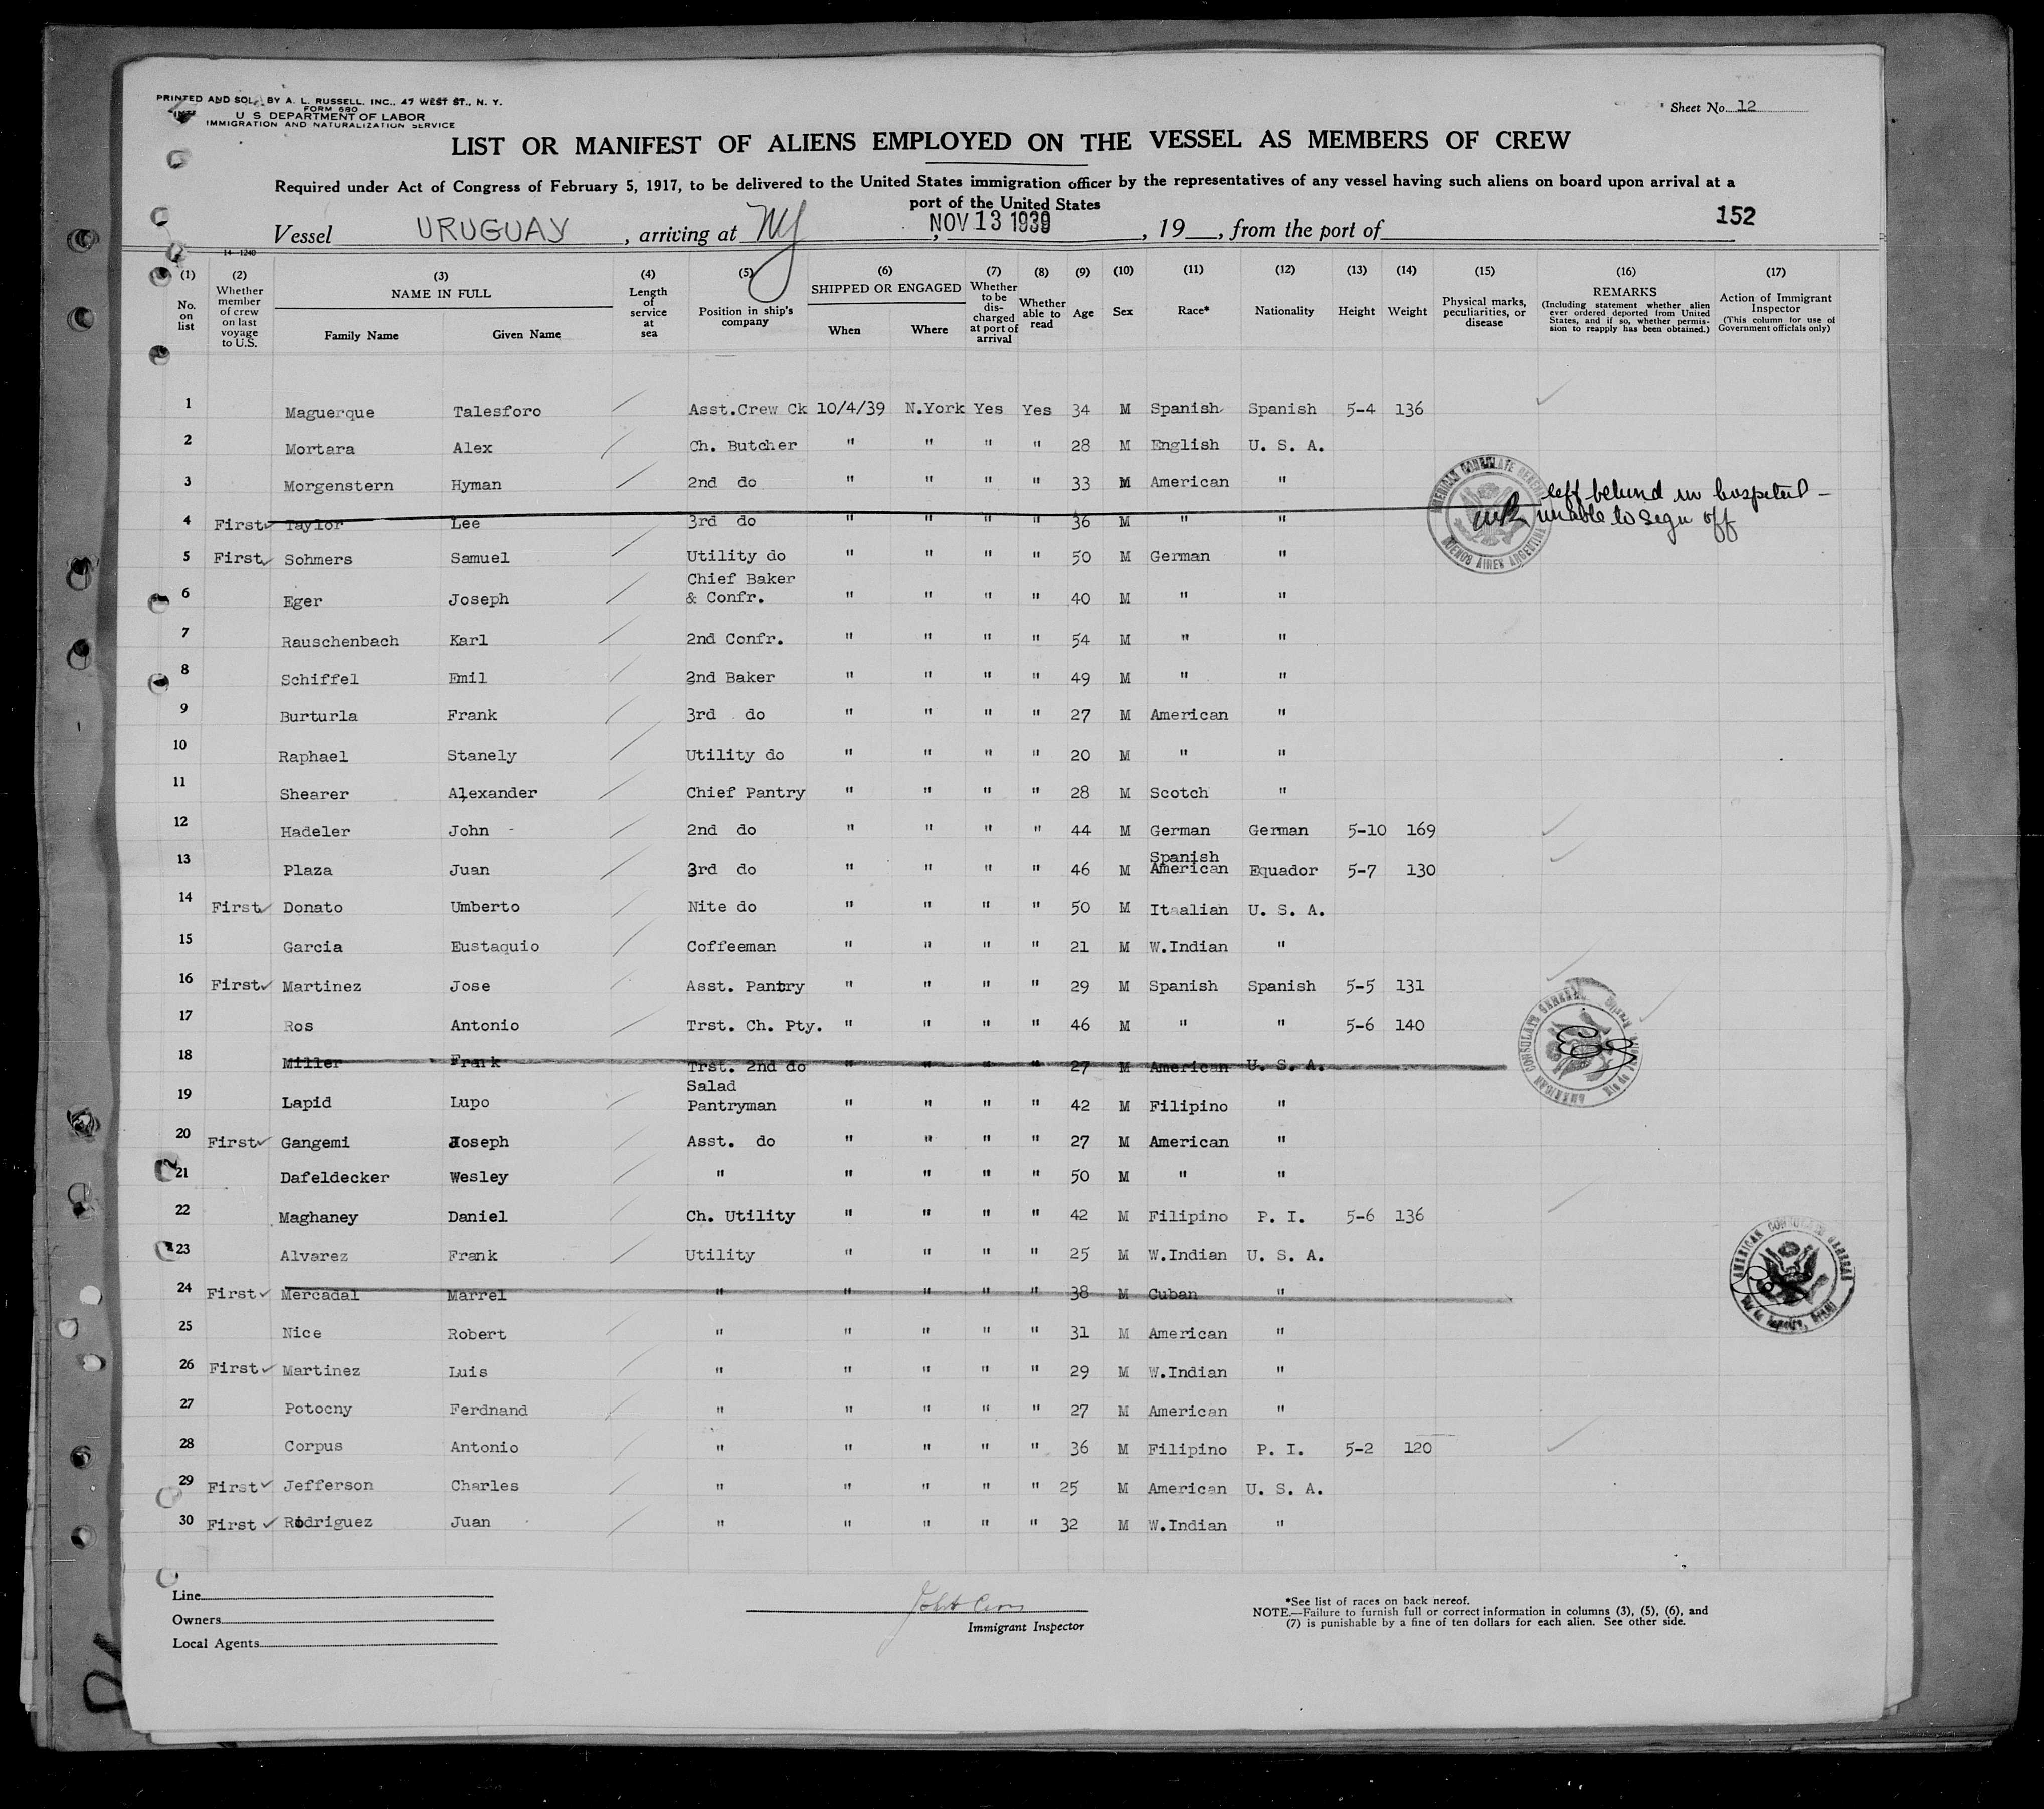 PRINTED AND SOLD BY A. L. RUSSELL, INC., 47 WEST ST., N. Y.
FORM 680
U S DEPARTMENT OF LABOR
IMMIGRATION AND NATURALIZATION SERVICE
Sheet No. 12
LIST OR MANIFEST OF ALIENS EMPLOYED ON THE VESSEL AS MEMBERS OF CREW
Required under Act of Congress of February 5, 1917, to be delivered to the United States immigration officer by the representatives of any vessel having such aliens on board upon arrival at a
port of the United States
152
Vessel URUGUAY, arriving at NY, NOV 13 1939, 19__, from the port of
14—1240
(1) No. on list
(2) Whether member of crew on last voyage to U.S.
(3) NAME IN FULL Family Name Given Name
(4) Length of service at sea
(5) Position in ship's company
(6) SHIPPED OR ENGAGED When Where
(7) Whether to be discharged at port of arrival
(8) Whether able to read
(9) Age
(10) Sex
(11) Race*
(12) Nationality
(13) Height
(14) Weight
(15) Physical marks, peculiarities, or disease
(16) REMARKS (Including statement whether alien ever ordered deported from United States, and if so, whether permission to reapply has been obtained.)
(17) Action of Immigrant Inspector (This column for use of Government officials only)
1 Maguerque Talesforo Asst.Crew Ck 10/4/39 N.York Yes Yes 34 M Spanish Spanish 5-4 136
2 Mortara Alex Ch. Butcher " " " " 28 M English U. S. A.
3 Morgenstern Hyman 2nd do " " " " 33 M American "
4 First Taylor Lee 3rd do " " " " 36 M " " left behind in hospital – unable to sign off
AMERICAN CONSULATE GENERAL BUENOS AIRES ARGENTINA
5 First Sohmers Samuel Utility do " " " " 50 M German "
6 Eger Joseph Chief Baker & Confr. " " " " 40 M " "
7 Rauschenbach Karl 2nd Confr. " " " " 54 M " "
8 Schiffel Emil 2nd Baker " " " " 49 M " "
9 Burturla Frank 3rd do " " " " 27 M American "
10 Raphael Stanely Utility do " " " " 20 M " "
11 Shearer Alexander Chief Pantry " " " " 28 M Scotch "
12 Hadeler John - 2nd do " " " " 44 M German German 5-10 169
13 Plaza Juan 3rd do " " " " 46 M Spanish American Equador 5-7 130
14 First Donato Umberto Nite do " " " " 50 M Itaalian U. S. A.
15 Garcia Eustaquio Coffeeman " " " " 21 M W.Indian "
16 First Martinez Jose Asst. Pantry " " " " 29 M Spanish Spanish 5-5 131
17 Ros Antonio Trst. Ch. Pty. " " " " 46 M " " 5-6 140
18 Miller Frank Trst. 2nd do " " " " 27 M American U. S. A.
AMERICAN CONSULATE GENERAL
19 Lapid Lupo Salad Pantryman " " " " 42 M Filipino "
20 First Gangemi Joseph Asst. do " " " " 27 M American "
21 Dafeldecker Wesley " " " " " 50 M " "
22 Maghaney Daniel Ch. Utility " " " " 42 M Filipino P. I. 5-6 136
23 Alvarez Frank Utility " " " " 25 M W.Indian U. S. A.
24 First Mercadal Marrel " " " " " 38 M Cuban "
AMERICAN CONSULATE GENERAL
25 Nice Robert " " " " " 31 M American "
26 First Martinez Luis " " " " " 29 M W.Indian "
27 Potocny Ferdnand " " " " " 27 M American "
28 Corpus Antonio " " " " " 36 M Filipino P. I. 5-2 120
29 First Jefferson Charles " " " " " 25 M American U. S. A.
30 First Rodriguez Juan " " " " " 32 M W.Indian "
Line
Owners
Local Agents
Immigrant Inspector
*See list of races on back hereof.
NOTE.—Failure to furnish full or correct information in columns (3), (5), (6), and
(7) is punishable by a fine of ten dollars for each alien. See other side.